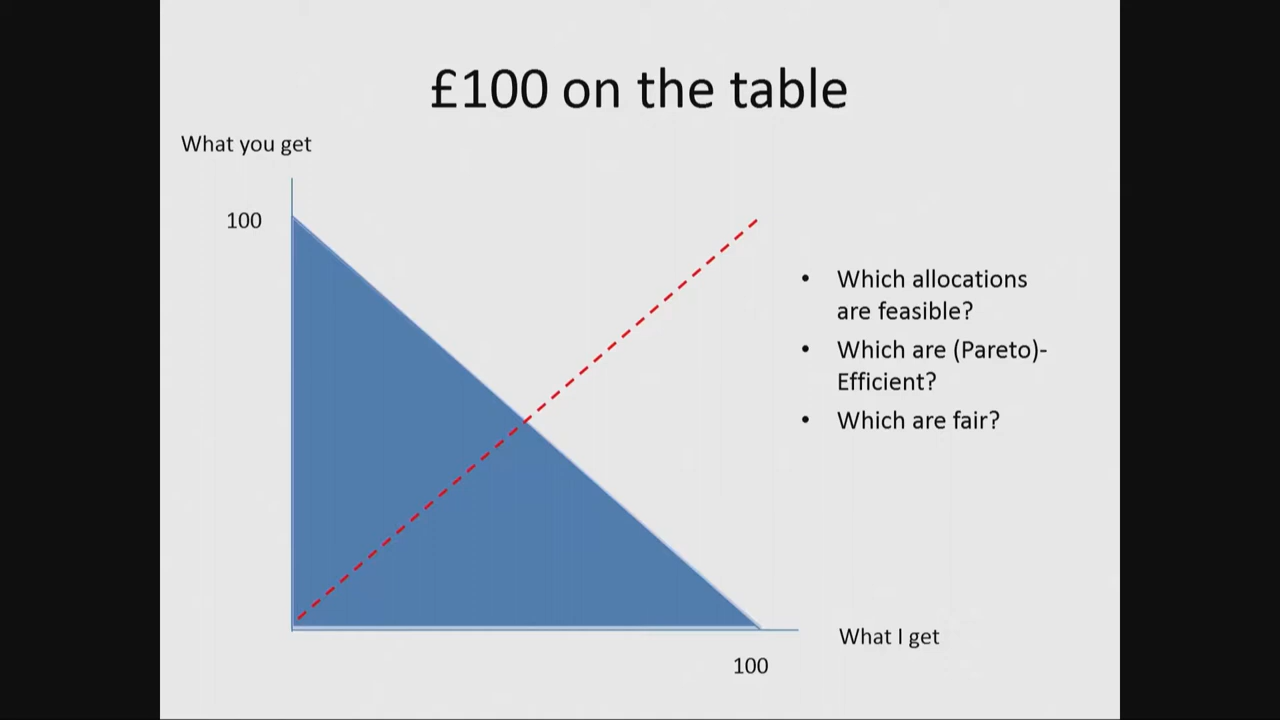 £100 on the table
What you get
100
• Which allocations
are feasible?
• Which are (Pareto)-
Efficient?
• Which are fair?
What I get
100